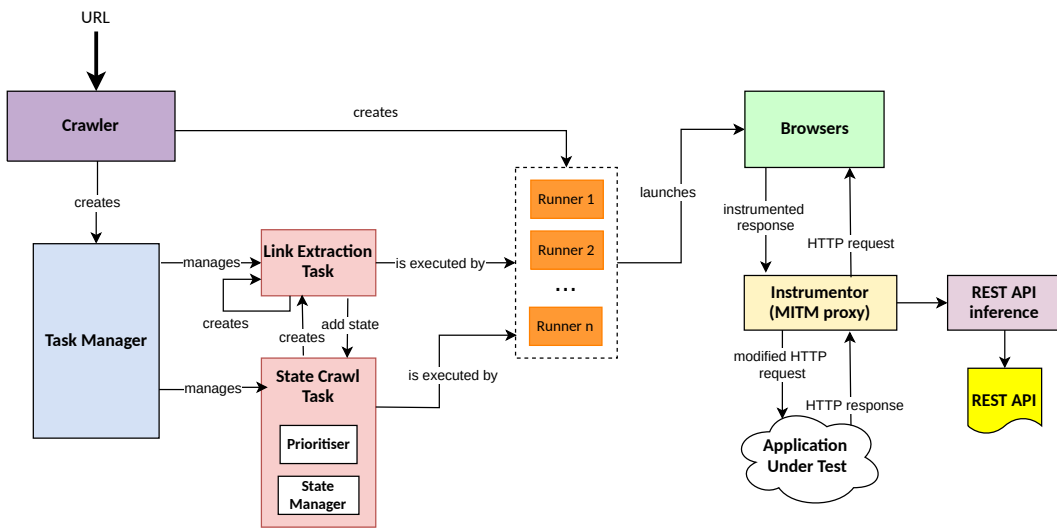 URL
Crawler
creates
creates
Task Manager
manages
manages
Link Extraction
Task
creates
creates
add state
State Crawl
Task
Prioritiser
State
Manager
is executed by
is executed by
Runner 1
Runner 2
...
Runner n
launches
Browsers
instrumented
response
HTTP request
Instrumentor
(MITM proxy)
modified HTTP
request
HTTP response
Application
Under Test
REST API
inference
REST API